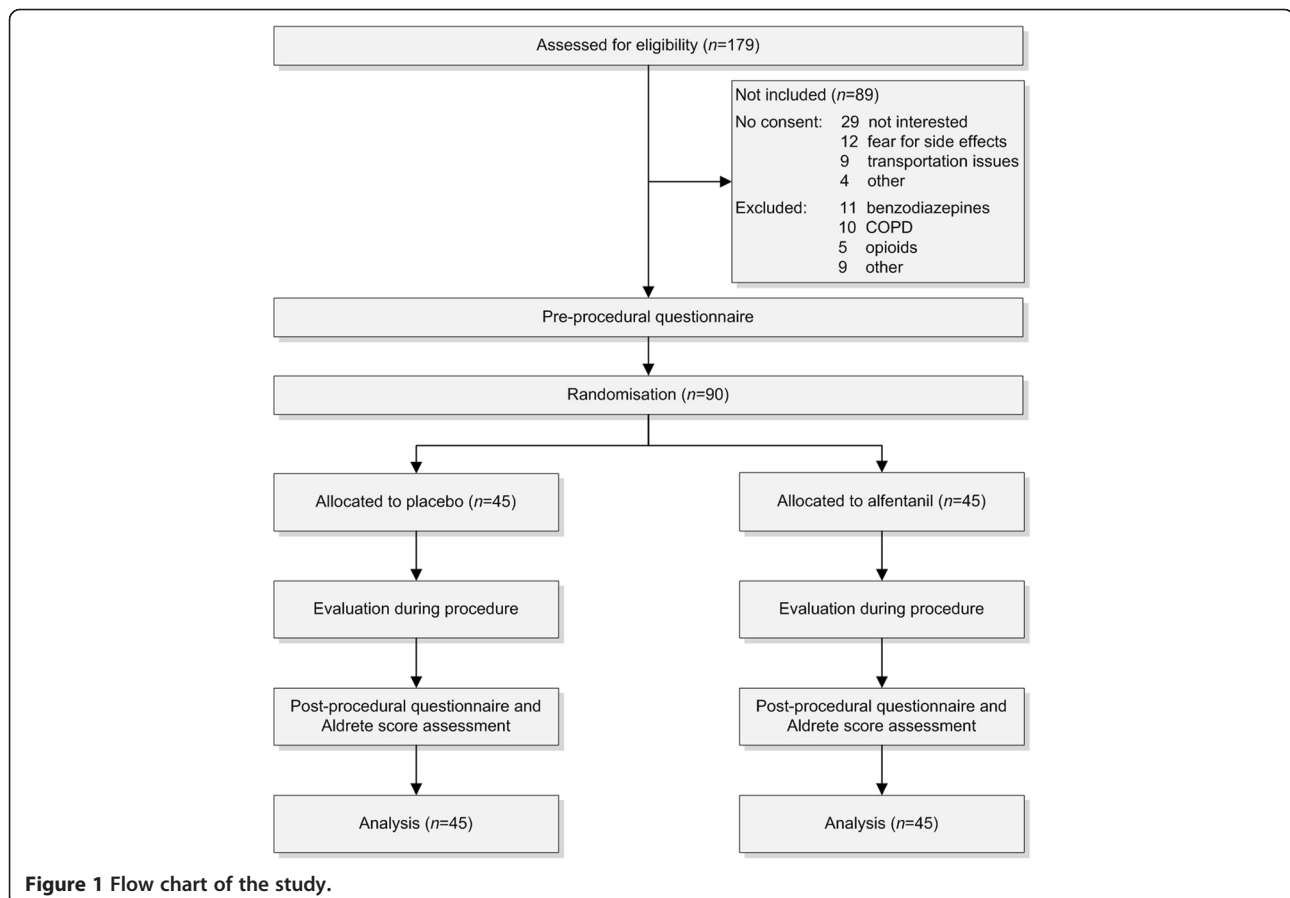 Assessed for eligibility (n=179)
Not included (n=89)
No consent: 29 not interested
12 fear for side effects
9 transportation issues
4 other
Excluded: 11 benzodiazepines
10 COPD
5 opioids
9 other
Pre-procedural questionnaire
Randomisation (n=90)
Allocated to placebo (n=45)
Allocated to alfentanil (n=45)
Evaluation during procedure
Evaluation during procedure
Post-procedural questionnaire and
Aldrete score assessment
Post-procedural questionnaire and
Aldrete score assessment
Analysis (n=45)
Analysis (n=45)
Figure 1 Flow chart of the study.